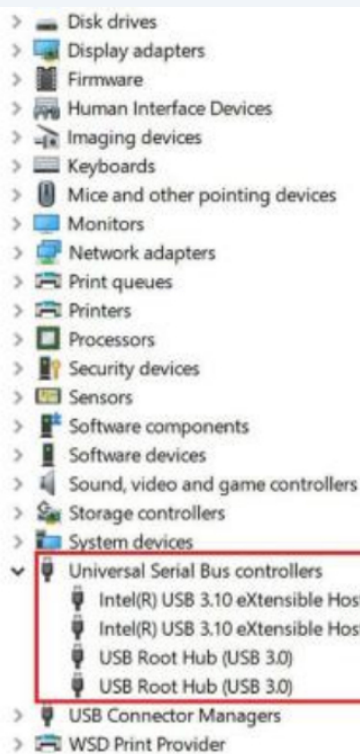 Disk drives
Display adapters
Firmware
Human Interface Devices
Imaging devices
Keyboards
Mice and other pointing devices
Monitors
Network adapters
Print queues
Printers
Processors
Security devices
Sensors
Software components
Software devices
Sound, video and game controllers
Storage controllers
System devices
Universal Serial Bus controllers
Intel(R) USB 3.10 eXtensible Hos
Intel(R) USB 3.10 eXtensible Hos
USB Root Hub (USB 3.0)
USB Root Hub (USB 3.0)
USB Connector Managers
WSD Print Provider